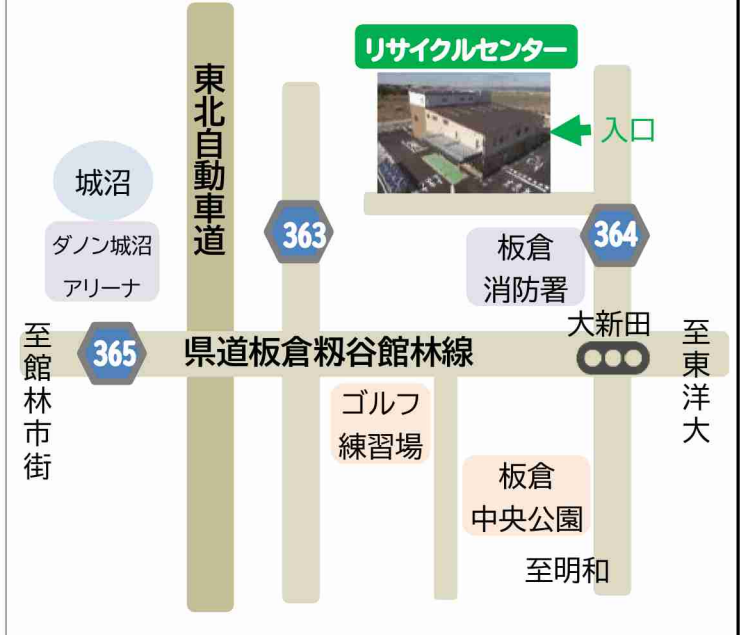 リサイクルセンター
東北自動車道
入口
城沼
ダノン城沼
アリーナ
363
364
板倉
消防署
大新田
至館林市街
365
県道板倉籾谷館林線
至東洋大
ゴルフ
練習場
板倉
中央公園
至明和